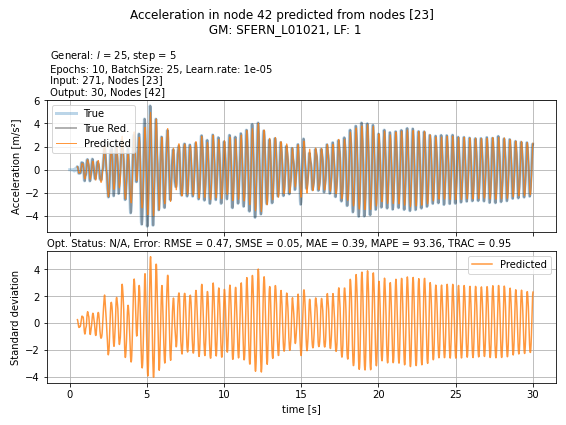 Acceleration in node 42 predicted from nodes [23]
GM: SFERN_L01021, LF: 1
General: l = 25, step = 5
Epochs: 10, BatchSize: 25, Learn.rate: 1e-05
Input: 271, Nodes [23]
Output: 30, Nodes [42]
Acceleration [m/s²]
6
4
2
0
−2
−4
True
True Red.
Predicted
Opt. Status: N/A, Error: RMSE = 0.47, SMSE = 0.05, MAE = 0.39, MAPE = 93.36, TRAC = 0.95
Standard deviation
4
2
0
−2
−4
Predicted
0 5 10 15 20 25 30
time [s]